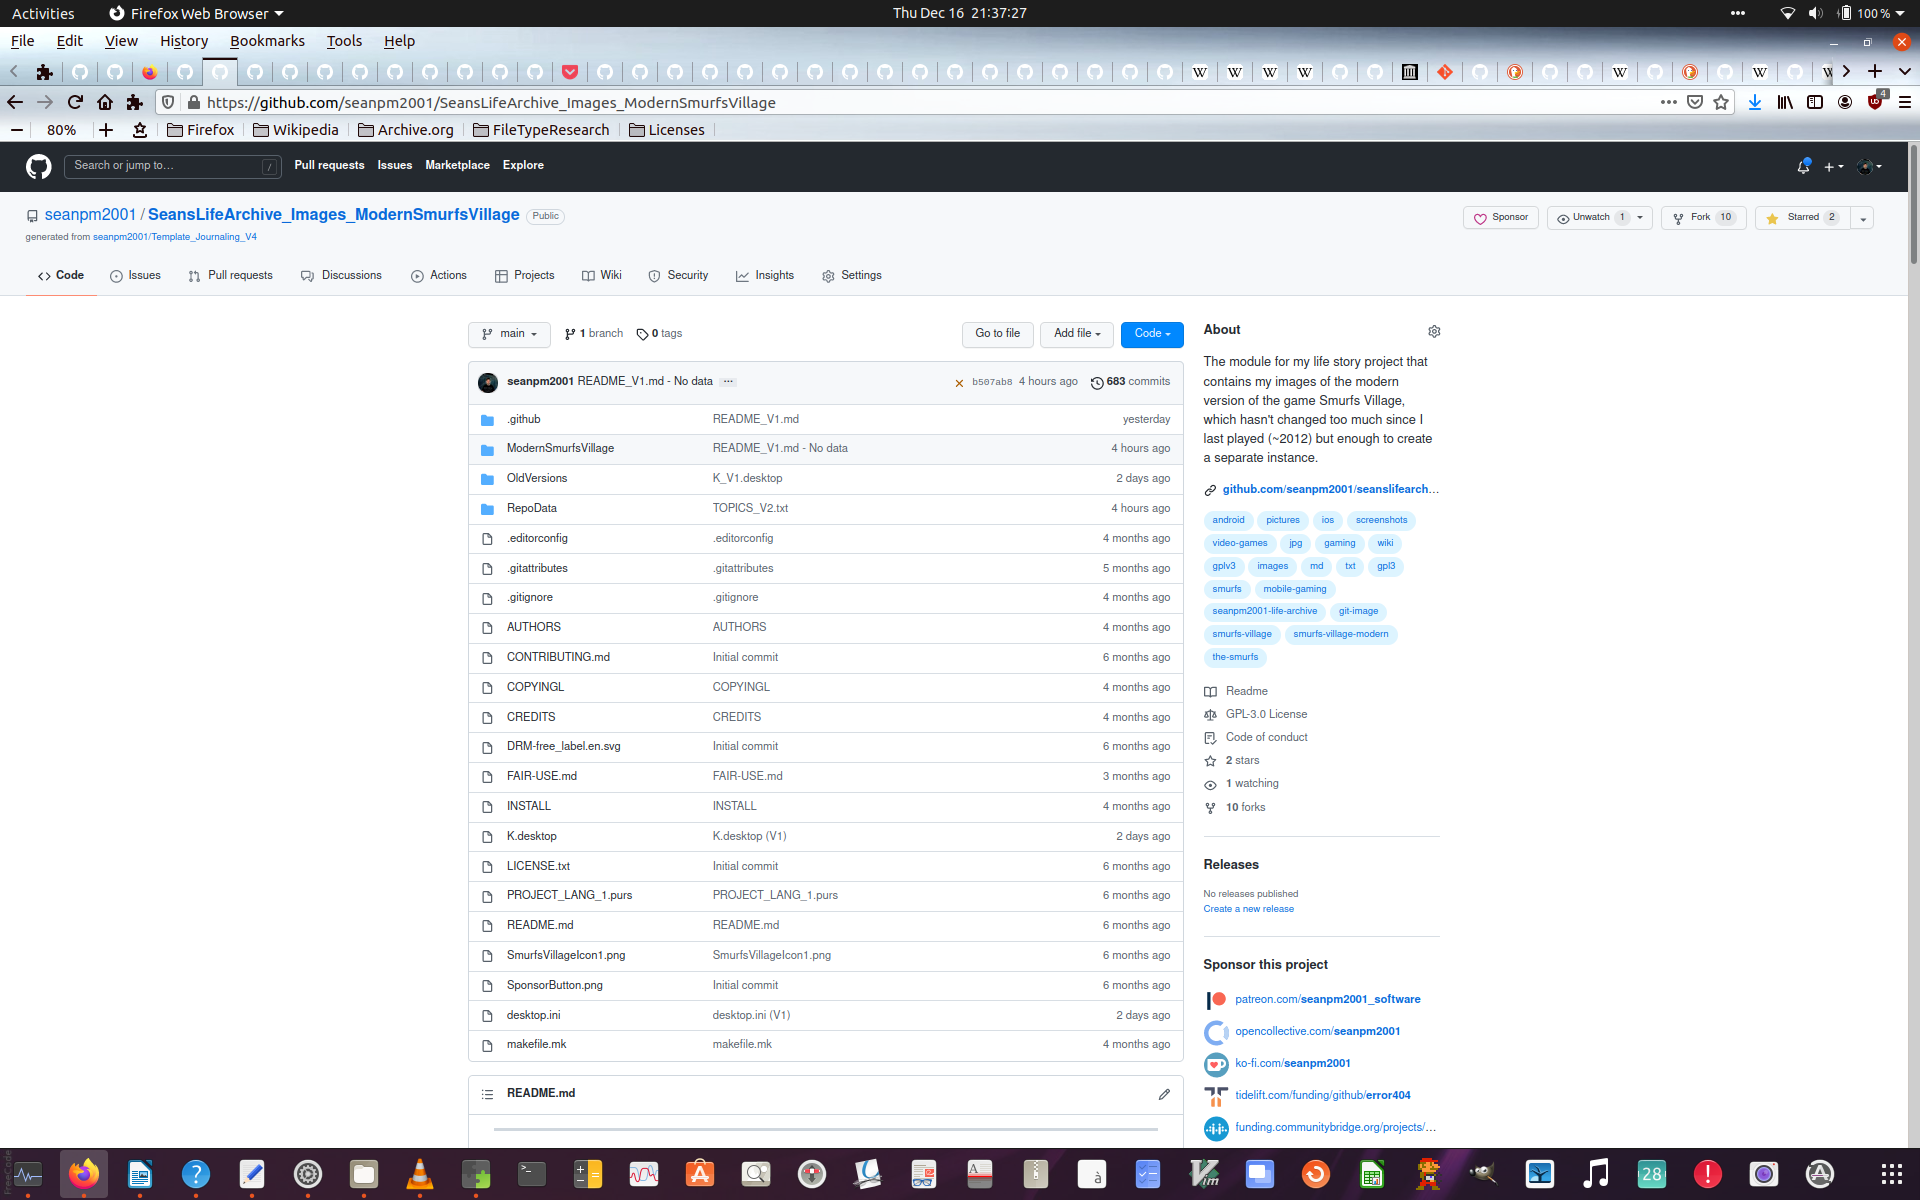 Activities Firefox Web Browser Thu Dec 16 21:37:27 100 %
File Edit View History Bookmarks Tools Help
https://github.com/seanpm2001/SeansLifeArchive_Images_ModernSmurfsVillage 4
80% Firefox Wikipedia Archive.org FileTypeResearch Licenses
Search or jump to… / Pull requests Issues Marketplace Explore
seanpm2001 / SeansLifeArchive_Images_ModernSmurfsVillage Public Sponsor Unwatch 1 Fork 10 Starred 2
generated from seanpm2001/Template_Journaling_V4
Code Issues Pull requests Discussions Actions Projects Wiki Security Insights Settings
main 1 branch 0 tags Go to file Add file Code
seanpm2001 README_V1.md - No data ... b507ab8 4 hours ago 683 commits
.github README_V1.md yesterday
ModernSmurfsVillage README_V1.md - No data 4 hours ago
OldVersions K_V1.desktop 2 days ago
RepoData TOPICS_V2.txt 4 hours ago
.editorconfig .editorconfig 4 months ago
.gitattributes .gitattributes 5 months ago
.gitignore .gitignore 4 months ago
AUTHORS AUTHORS 4 months ago
CONTRIBUTING.md Initial commit 6 months ago
COPYINGL COPYINGL 4 months ago
CREDITS CREDITS 4 months ago
DRM-free_label.en.svg Initial commit 6 months ago
FAIR-USE.md FAIR-USE.md 3 months ago
INSTALL INSTALL 4 months ago
K.desktop K.desktop (V1) 2 days ago
LICENSE.txt Initial commit 6 months ago
PROJECT_LANG_1.purs PROJECT_LANG_1.purs 6 months ago
README.md README.md 6 months ago
SmurfsVillageIcon1.png SmurfsVillageIcon1.png 6 months ago
SponsorButton.png Initial commit 6 months ago
desktop.ini desktop.ini (V1) 2 days ago
makefile.mk makefile.mk 4 months ago
README.md
About
The module for my life story project that
contains my images of the modern
version of the game Smurfs Village,
which hasn't changed too much since I
last played (~2012) but enough to create
a separate instance.
github.com/seanpm2001/seanslifearch…
android pictures ios screenshots
video-games jpg gaming wiki
gplv3 images md txt gpl3
smurfs mobile-gaming
seanpm2001-life-archive git-image
smurfs-village smurfs-village-modern
the-smurfs
Readme
GPL-3.0 License
Code of conduct
2 stars
1 watching
10 forks
Releases
No releases published
Create a new release
Sponsor this project
patreon.com/seanpm2001_software
opencollective.com/seanpm2001
ko-fi.com/seanpm2001
tidelift.com/funding/github/error404
funding.communitybridge.org/projects/…
28